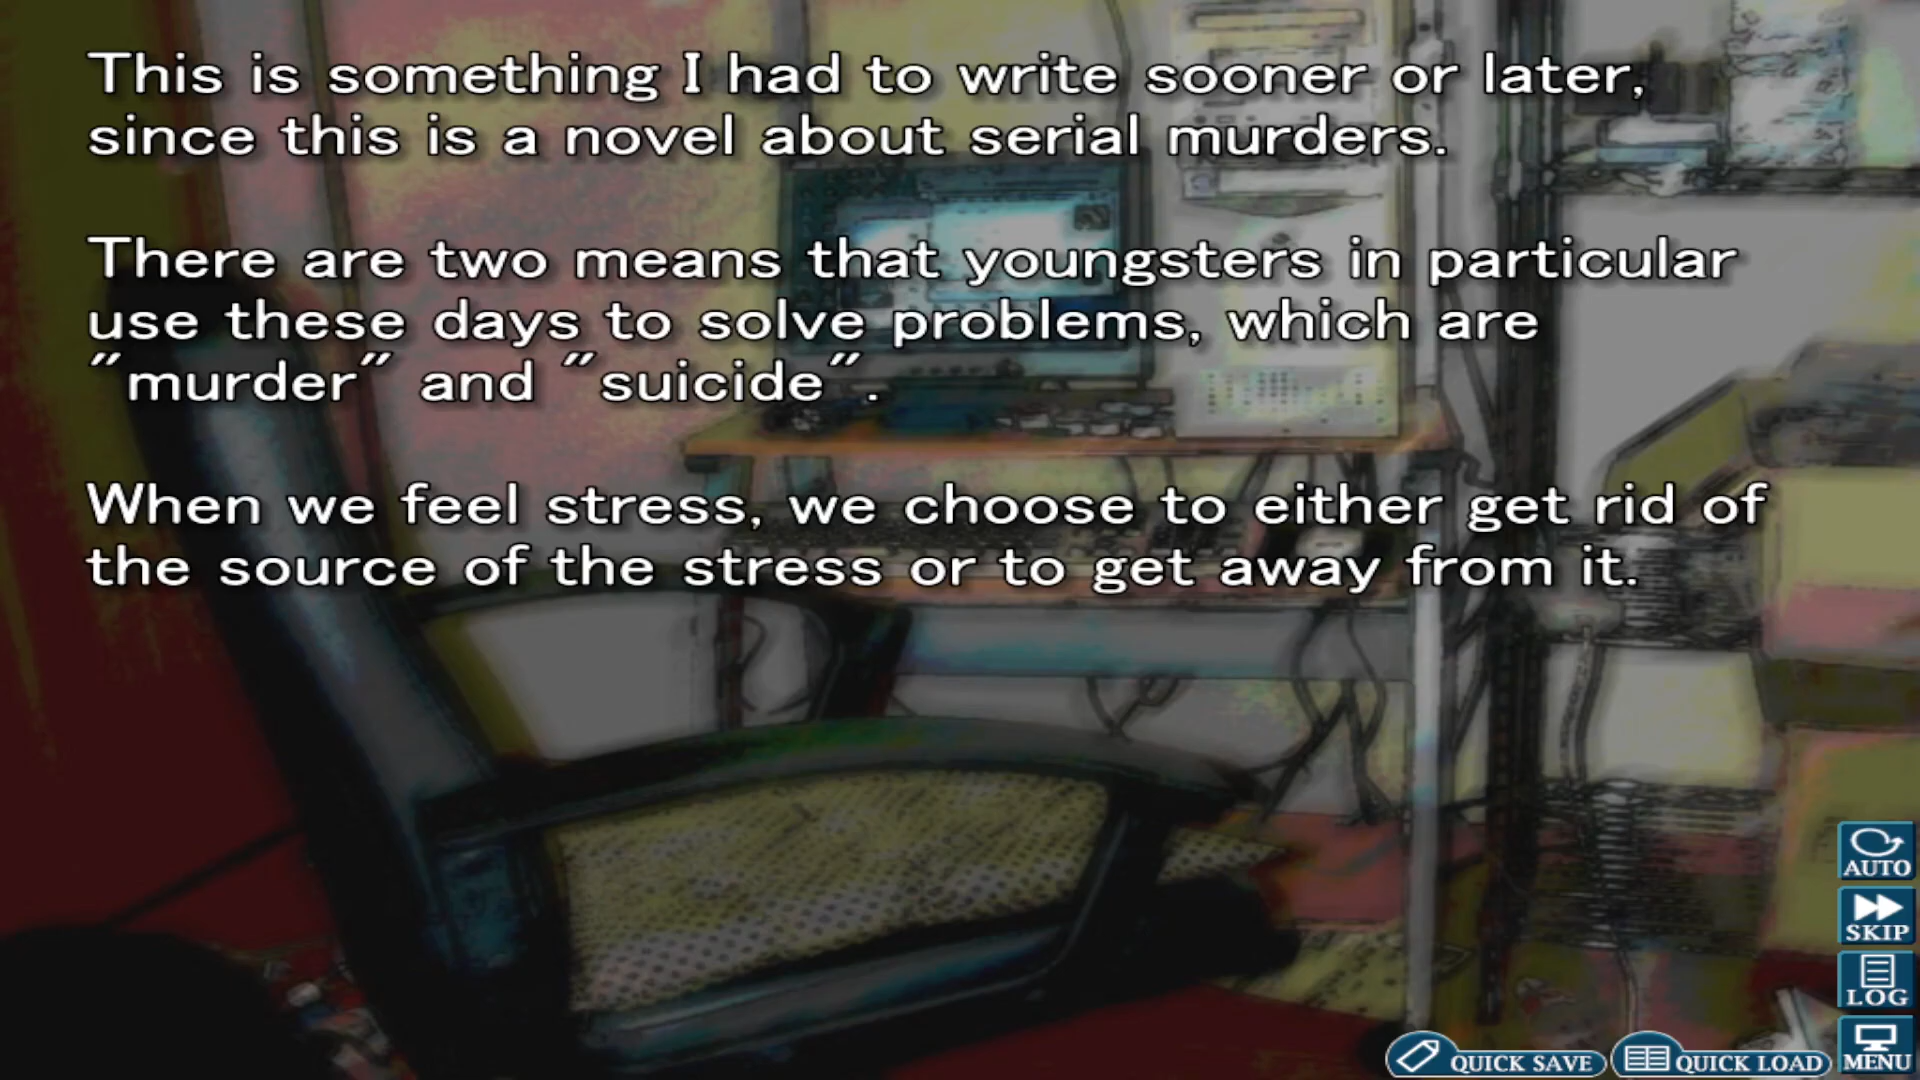 This is something I had to write sooner or later,
since this is a novel about serial murders.
There are two means that youngsters in particular
use these days to solve problems, which are
"murder" and "suicide".
When we feel stress, we choose to either get rid of
the source of the stress or to get away from it.
AUTO
SKIP
LOG
MENU
QUICK SAVE
QUICK LOAD